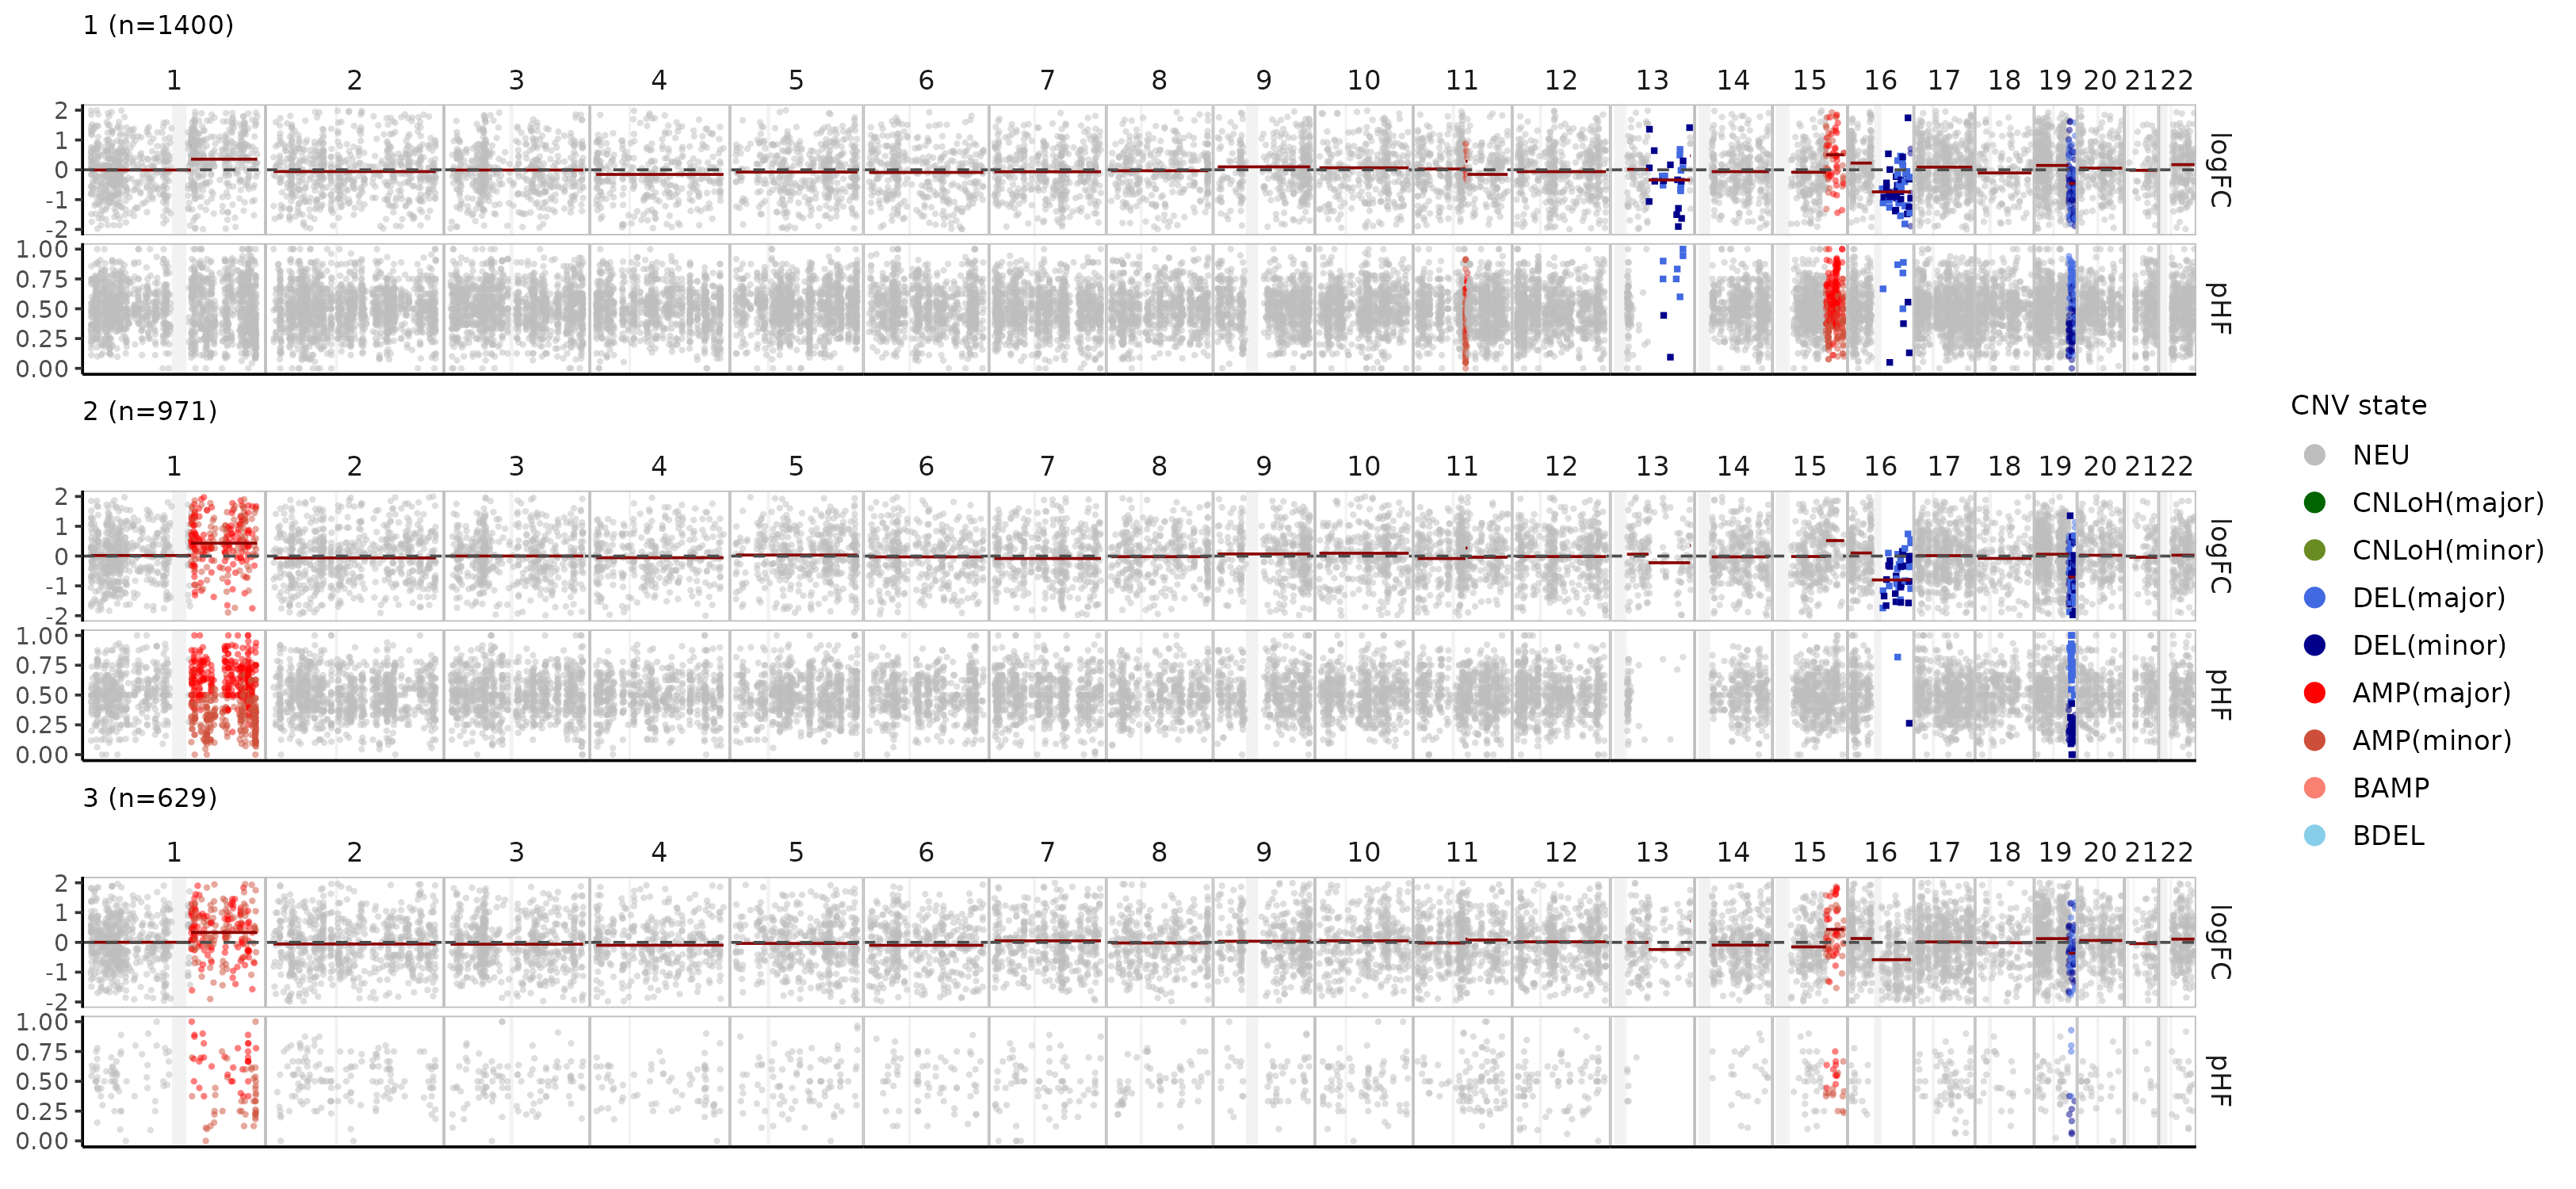 1 (n=1400)
1 2 3 4 5 6 7 8 9 10 11 12 13 14 15 16 17 18 19 20 21 22
2
1
0
-1
-2
logFC
1.00
0.75
0.50
0.25
0.00
pHF
2 (n=971)
1 2 3 4 5 6 7 8 9 10 11 12 13 14 15 16 17 18 19 20 21 22
2
1
0
-1
-2
logFC
1.00
0.75
0.50
0.25
0.00
pHF
3 (n=629)
1 2 3 4 5 6 7 8 9 10 11 12 13 14 15 16 17 18 19 20 21 22
2
1
0
-1
-2
logFC
1.00
0.75
0.50
0.25
0.00
pHF
CNV state
NEU
CNLoH(major)
CNLoH(minor)
DEL(major)
DEL(minor)
AMP(major)
AMP(minor)
BAMP
BDEL